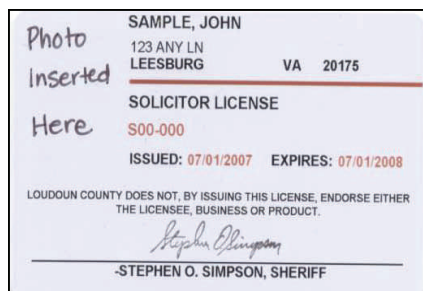 Photo
Inserted
Here
SAMPLE, JOHN
123 ANY LN
LEESBURG VA 20175
SOLICITOR LICENSE
S00-000
ISSUED: 07/01/2007 EXPIRES: 07/01/2008
LOUDOUN COUNTY DOES NOT, BY ISSUING THIS LICENSE, ENDORSE EITHER
THE LICENSEE, BUSINESS OR PRODUCT.
Stephen O Simpson
-STEPHEN O. SIMPSON, SHERIFF